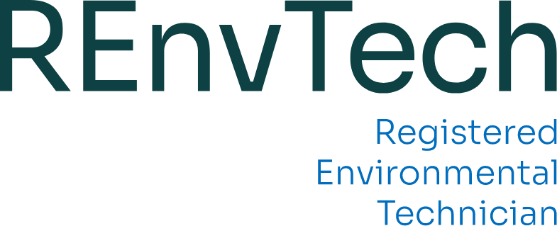 REnvTech
Registered
Environmental
Technician